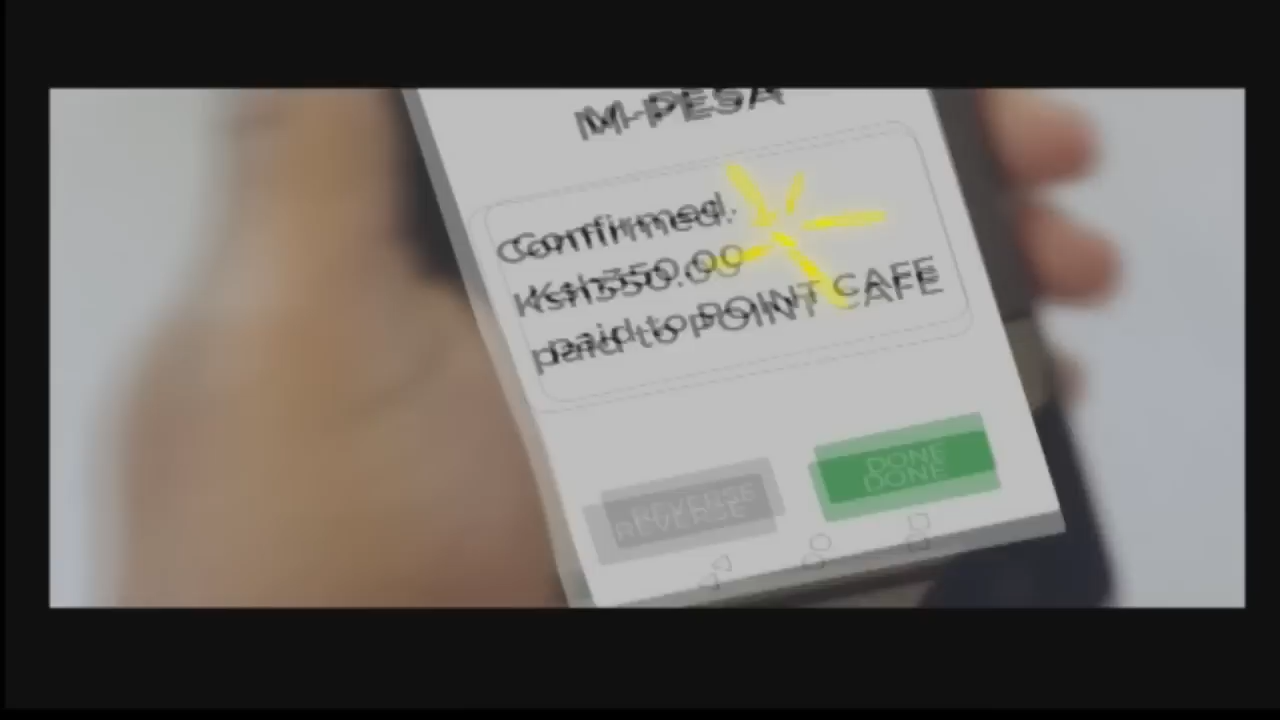 M-PESA
Confirmed.
Ksh350.00
paid to POINT CAFE
REVERSE
DONE